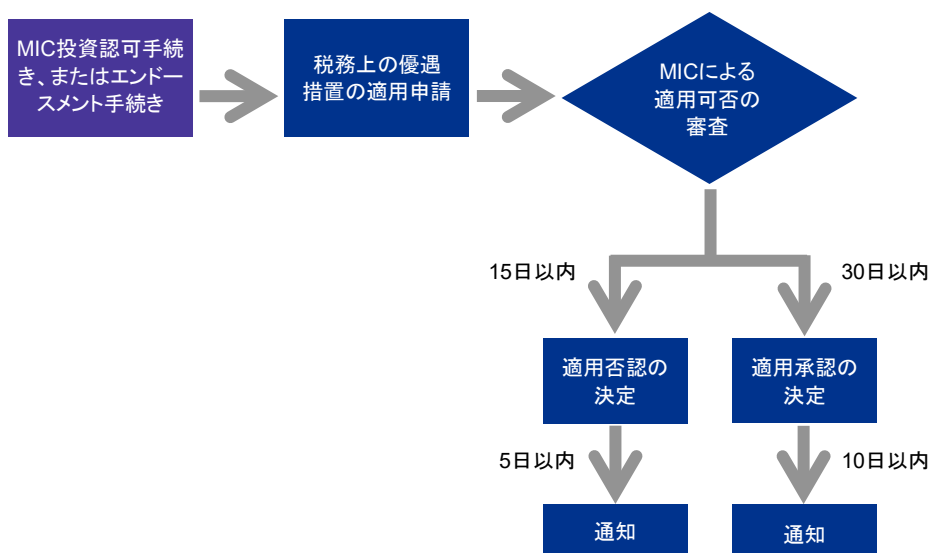 MIC投資認可手続
き、またはエンドー
スメント手続き
税務上の優遇
措置の適用申請
MICによる
適用可否の
審査
15日以内
30日以内
適用否認の
決定
適用承認の
決定
5日以内
10日以内
通知
通知